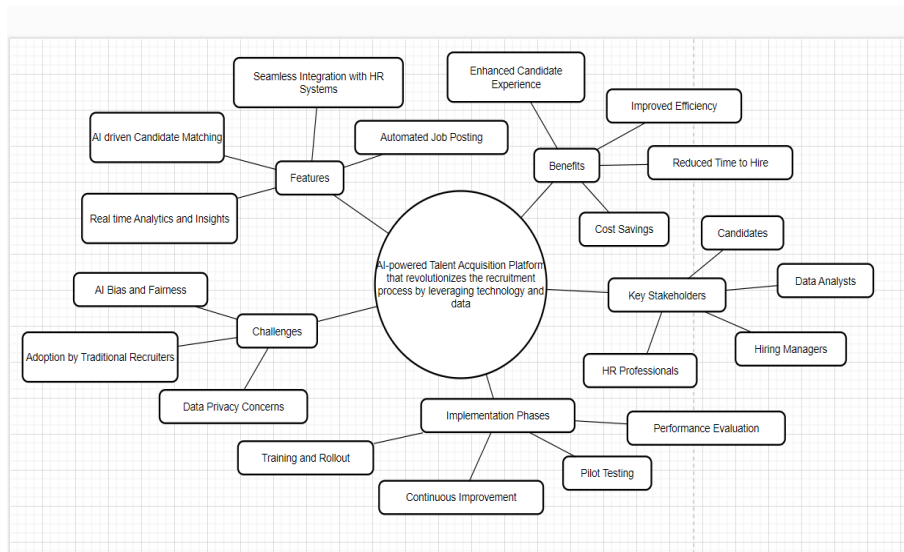 Seamless Integration with HR
Systems
AI driven Candidate Matching
Automated Job Posting
Features
Real time Analytics and Insights
Enhanced Candidate
Experience
Improved Efficiency
Benefits
Reduced Time to Hire
Cost Savings
AI-powered Talent Acquisition Platform
that revolutionizes the recruitment
process by leveraging technology and
data
Candidates
Data Analysts
Key Stakeholders
Hiring Managers
HR Professionals
AI Bias and Fairness
Challenges
Adoption by Traditional Recruiters
Data Privacy Concerns
Implementation Phases
Performance Evaluation
Training and Rollout
Pilot Testing
Continuous Improvement